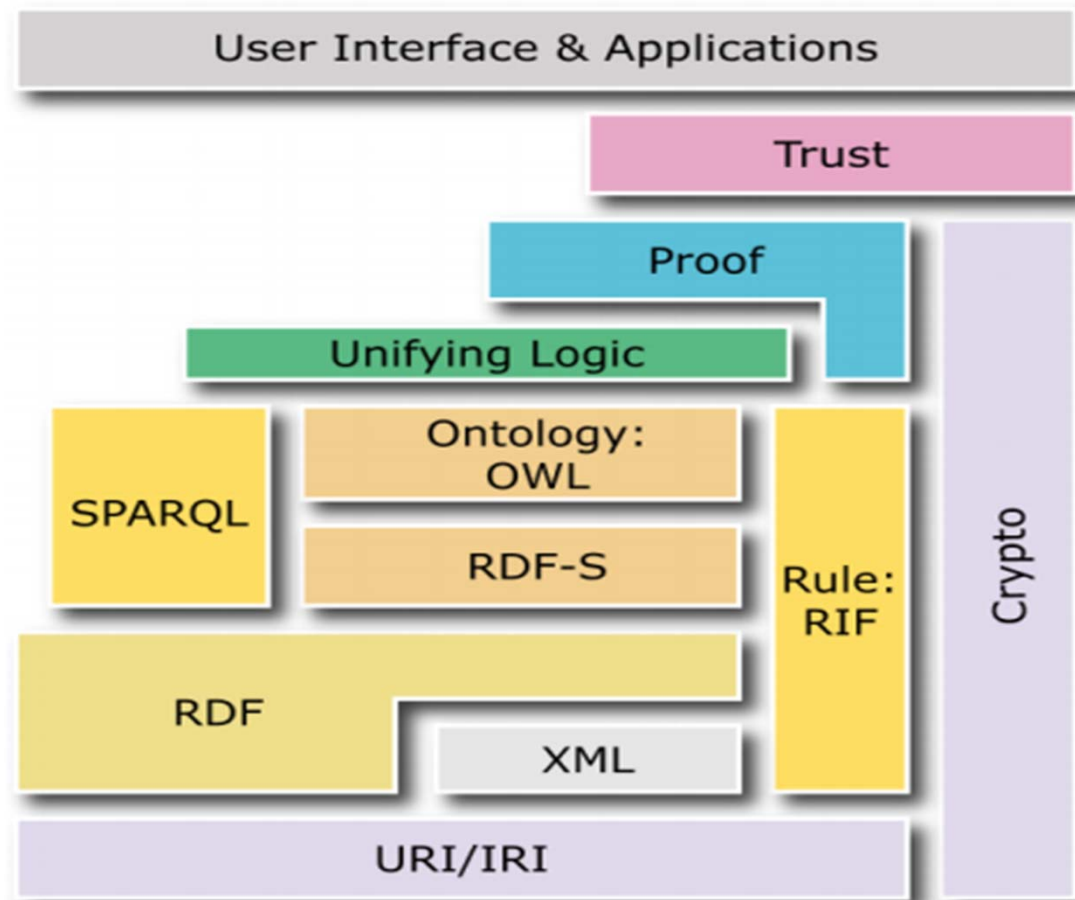 User Interface & Applications
Trust
Proof
Unifying Logic
SPARQL
Ontology:
OWL
RDF-S
Rule:
RIF
Crypto
RDF
XML
URI/IRI